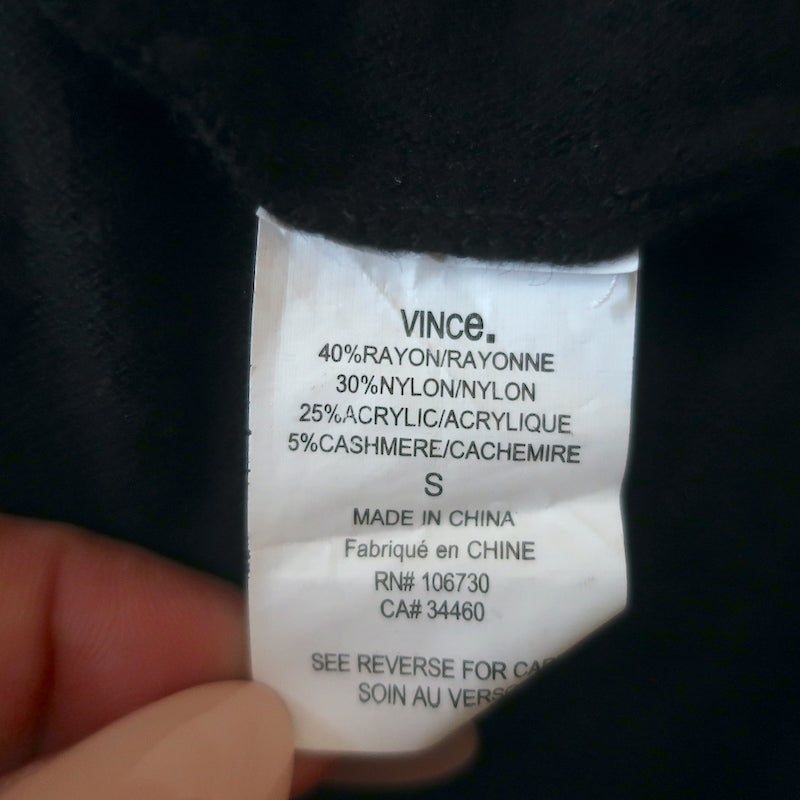 VINce.
40%RAYON/RAYONNE
30%NYLON/NYLON
25%ACRYLIC/ACRYLIQUE
5%CASHMERE/CACHEMIRE
S
MADE IN CHINA
Fabriqué en CHINE
RN# 106730
CA# 34460
SEE REVERSE FOR
SOIN AU